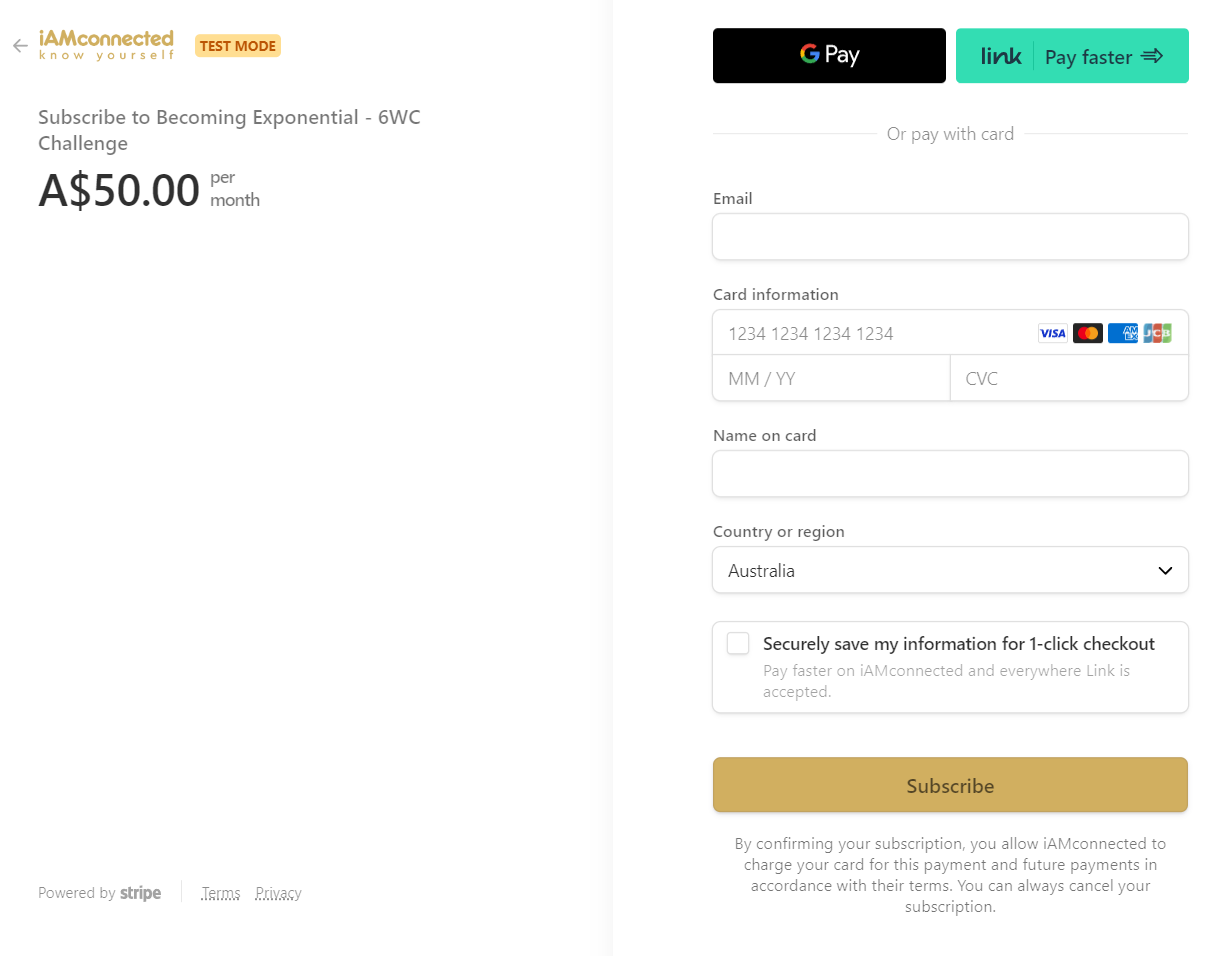 iAMconnected
know yourself
TEST MODE
Subscribe to Becoming Exponential - 6WC
Challenge
A$50.00 per
month
Powered by stripe
Terms Privacy
G Pay
link Pay faster
Or pay with card
Email
Card information
1234 1234 1234 1234 VISA AM EX JCB
MM / YY CVC
Name on card
Country or region
Australia
Securely save my information for 1-click checkout
Pay faster on iAMconnected and everywhere Link is
accepted.
Subscribe
By confirming your subscription, you allow iAMconnected to
charge your card for this payment and future payments in
accordance with their terms. You can always cancel your
subscription.